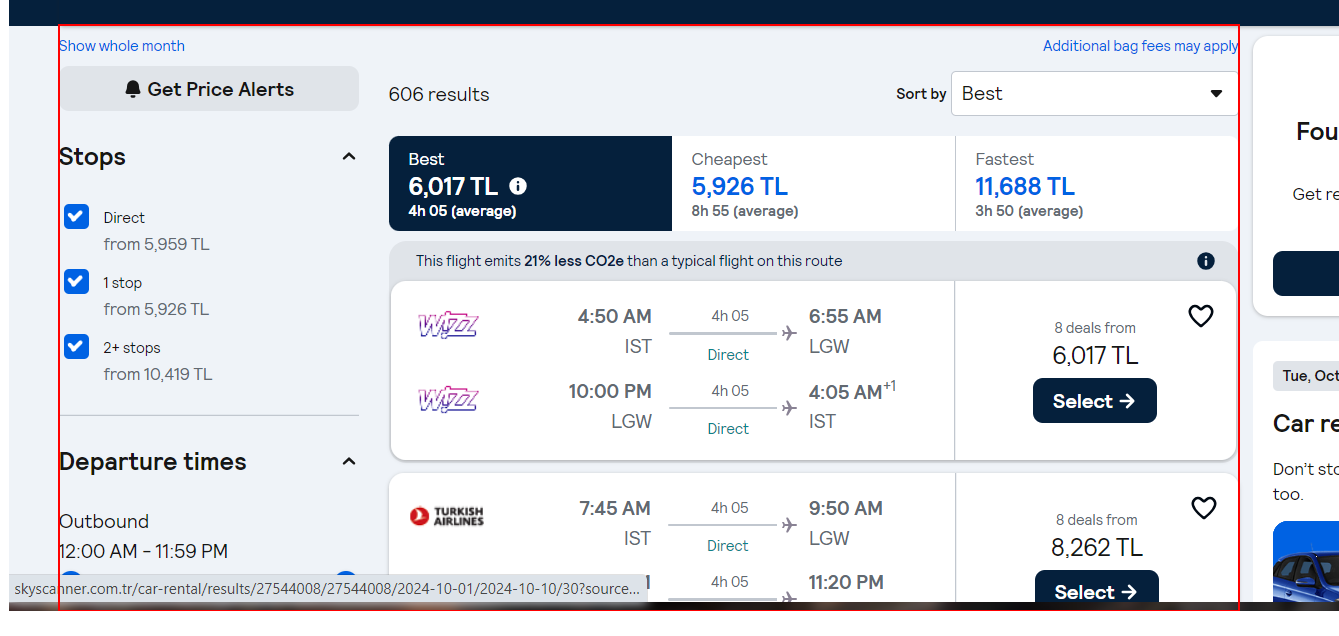 Show whole month
Additional bag fees may apply
Get Price Alerts
606 results
Sort by
Best
Stops
Direct
from 5,959 TL
1 stop
from 5,926 TL
2+ stops
from 10,419 TL
Departure times
Outbound
12:00 AM - 11:59 PM
Best
6,017 TL
4h 05 (average)
Cheapest
5,926 TL
8h 55 (average)
Fastest
11,688 TL
3h 50 (average)
This flight emits 21% less CO2e than a typical flight on this route
Wizz
4:50 AM
IST
4h 05
Direct
6:55 AM
LGW
Wizz
10:00 PM
LGW
4h 05
Direct
4:05 AM+1
IST
8 deals from
6,017 TL
Select →
TURKISH
AIRLINES
7:45 AM
IST
4h 05
Direct
9:50 AM
LGW
4h 05
11:20 PM
8 deals from
8,262 TL
Select →
Fou
Get re
Tue, Oct
Car re
Don't sto
too.
skyscanner.com.tr/car-rental/results/27544008/27544008/2024-10-01/2024-10-10/30?source...